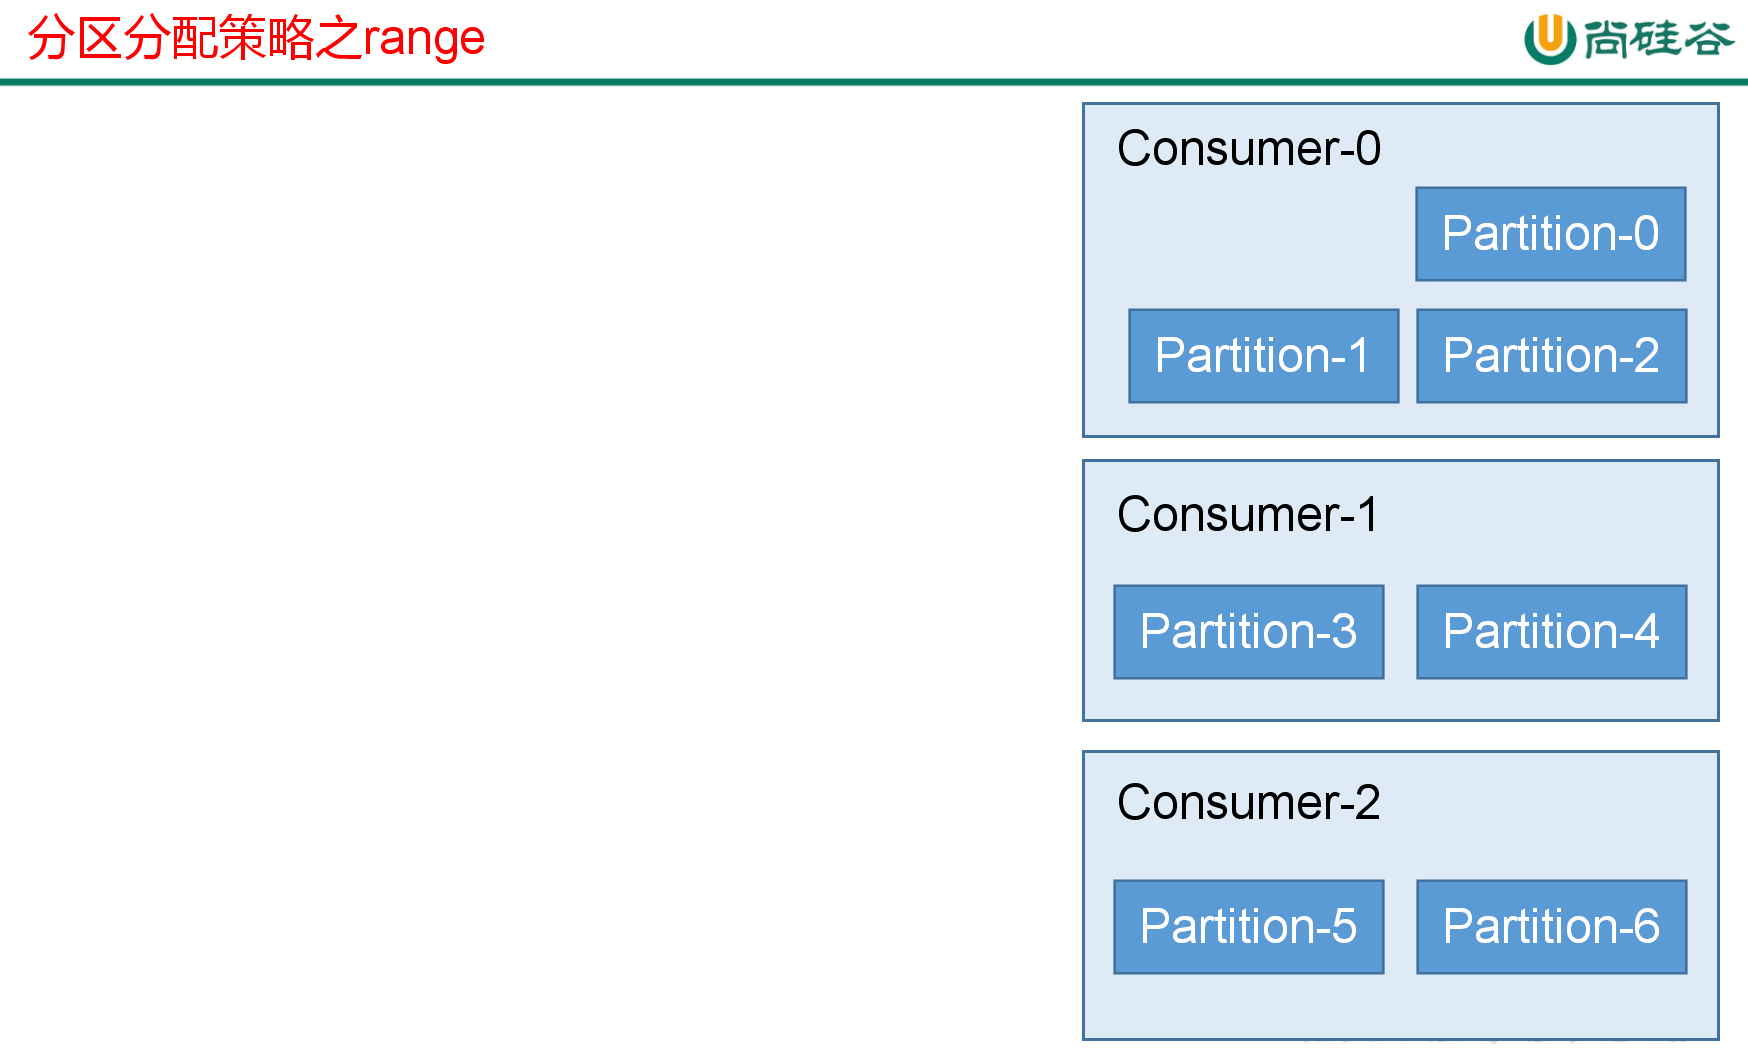 分区分配策略之range
尚硅谷
Consumer-0
Partition-0
Partition-1
Partition-2
Consumer-1
Partition-3
Partition-4
Consumer-2
Partition-5
Partition-6